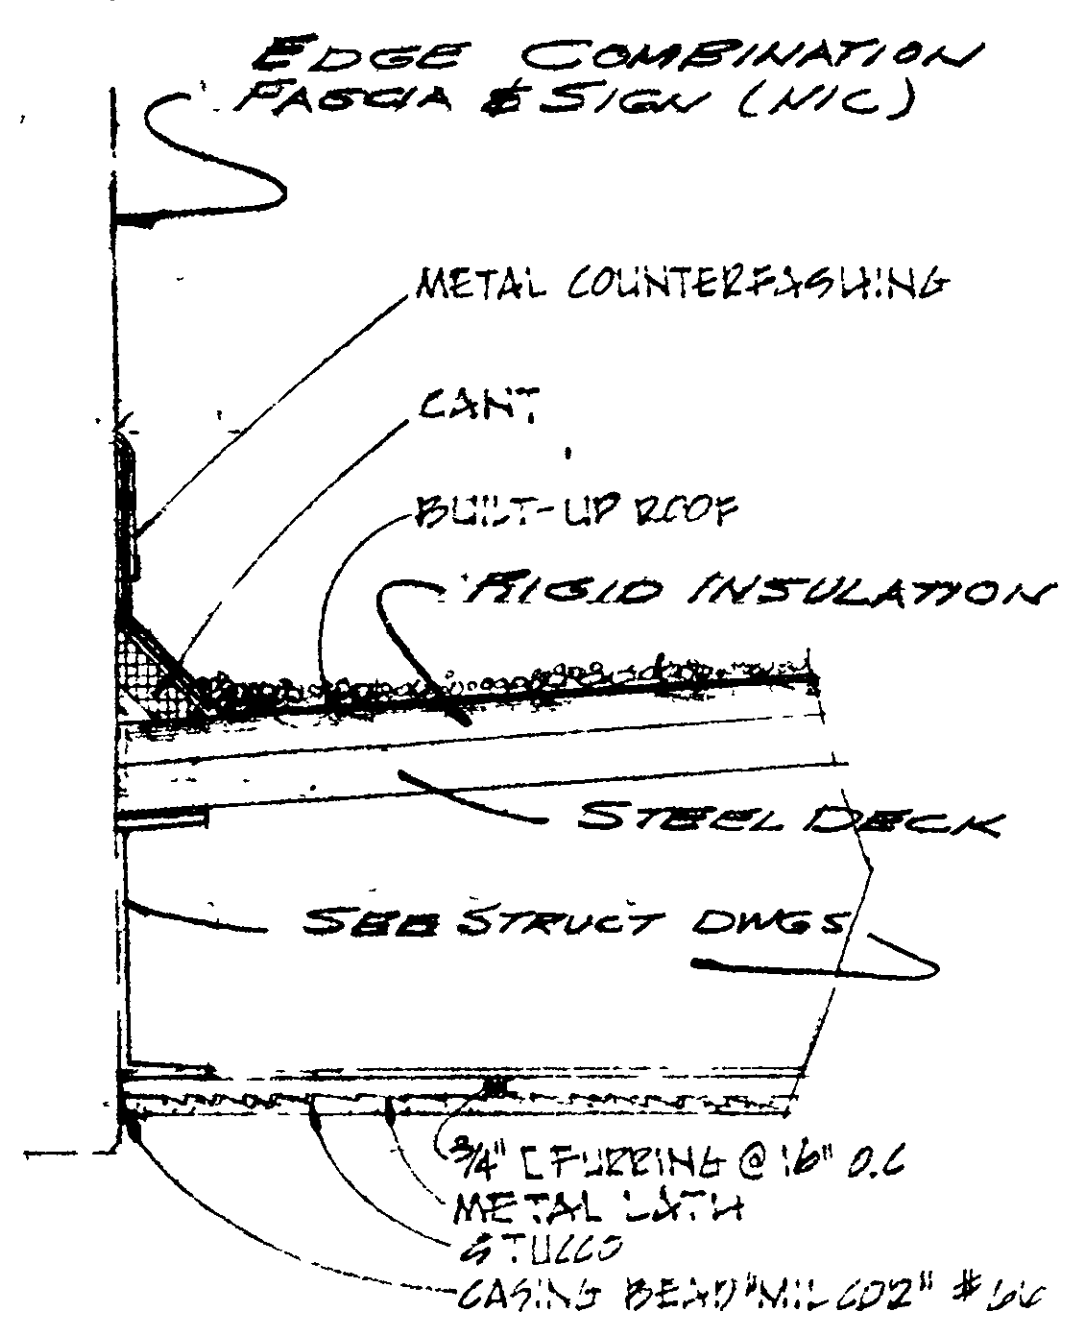 EDGE COMBINATION
FASCIA & SIGN (NIC)
METAL COUNTERFASHING
CANT
BUILT-UP ROOF
RIGID INSULATION
STEEL DECK
SEE STRUCT DWGS
3/4" [ FURRING @ 16" O.C
METAL LATH
STUCCO
CASING BEAD "MILCOR" # 66